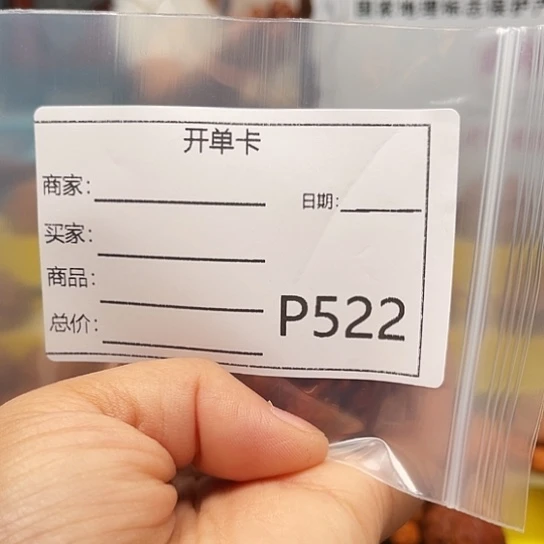 开单卡
商家：
日期：
买家：
商品：
总价：
P522